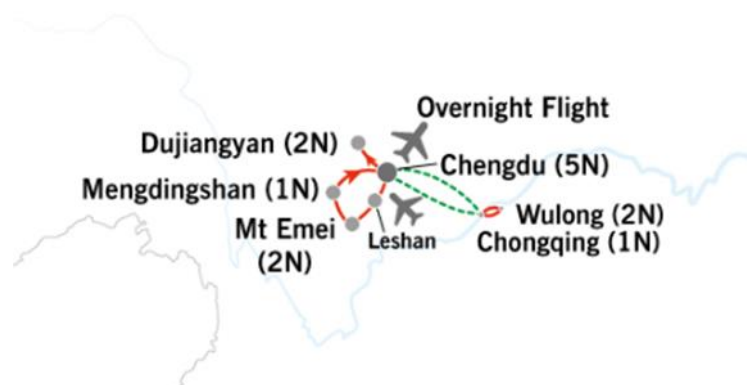 Overnight Flight
Dujiangyan (2N)
Chengdu (5N)
Mengdingshan (1N)
Wulong (2N)
Mt Emei
(2N)
Leshan
Chongqing (1N)